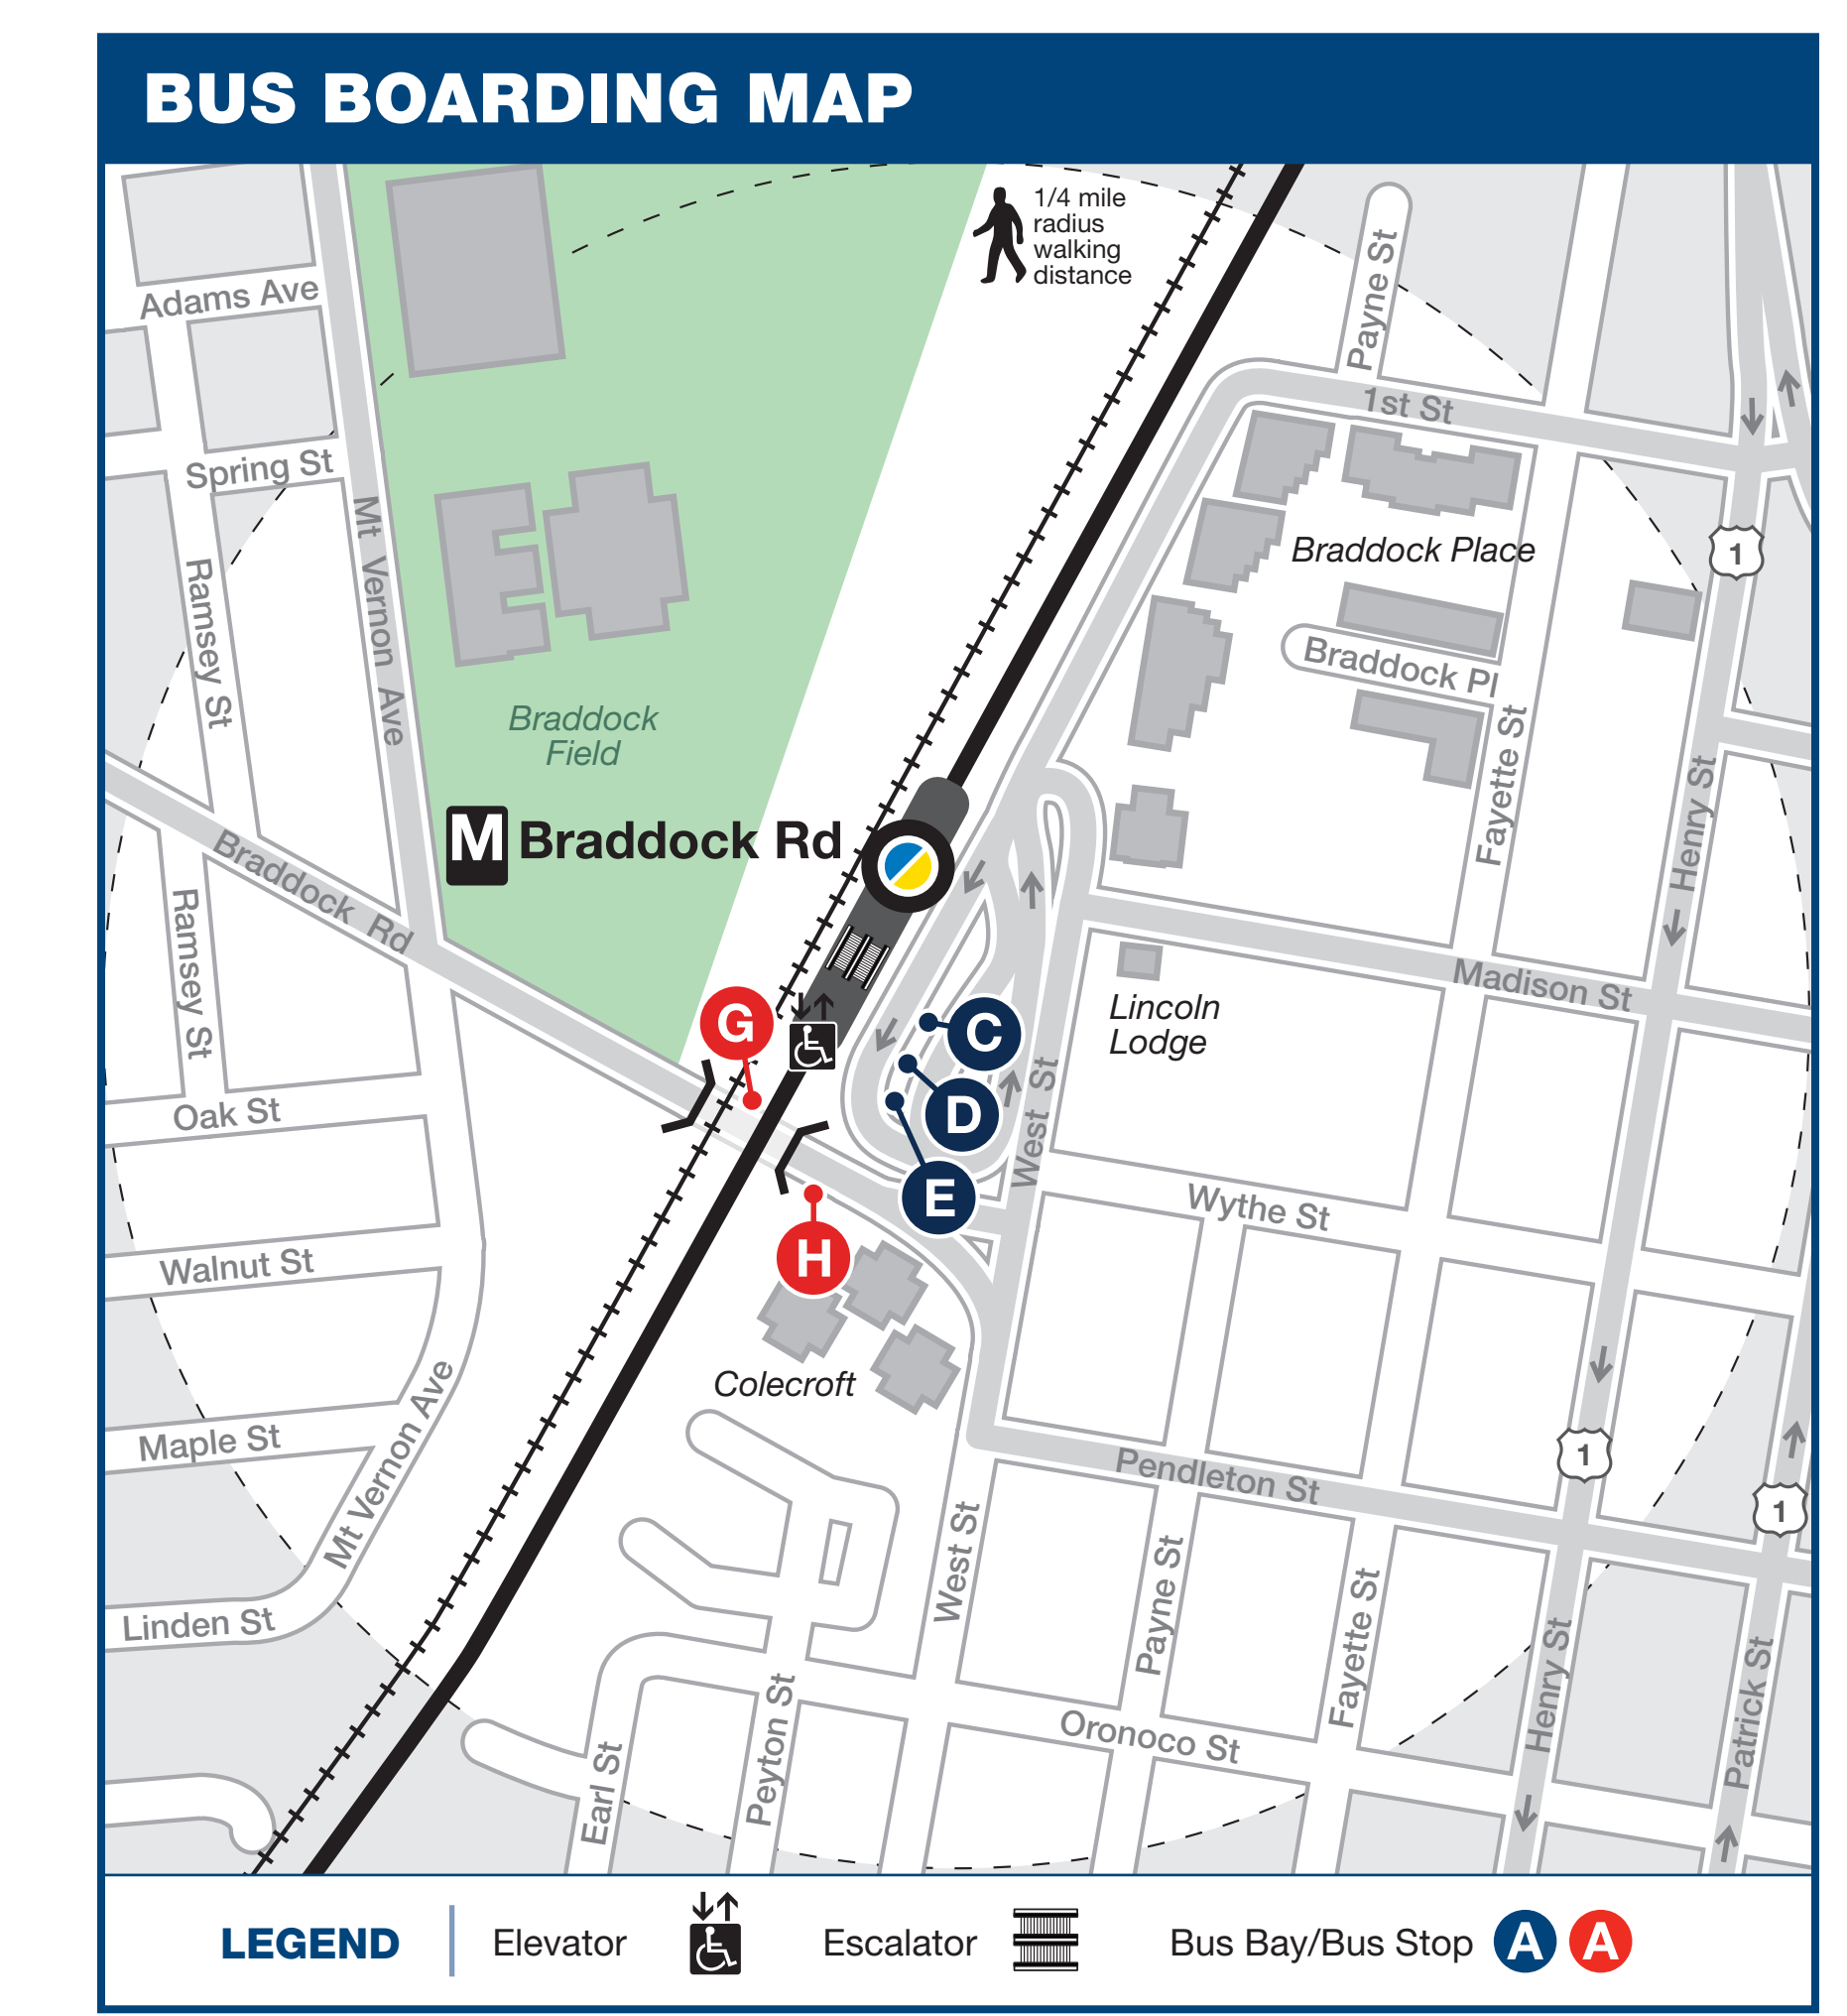 BUS BOARDING MAP
1/4 mile
radius
walking
distance
Payne St
Adams Ave
1st St
Spring St
Mt Vernon Ave
Braddock Place
1
Ramsey St
Braddock Pl
Braddock
Field
Fayette St
Henry St
M Braddock Rd
Braddock Rd
Ramsey St
Madison St
Lincoln
Lodge
G
C
D
E
H
West St
Oak St
Wythe St
Walnut St
Colecroft
Maple St
Mt Vernon Ave
Pendleton St
1
1
West St
Payne St
Fayette St
Linden St
Henry St
Patrick St
Oronoco St
Peyton St
Earl St
LEGEND
Elevator
Escalator
Bus Bay/Bus Stop A A